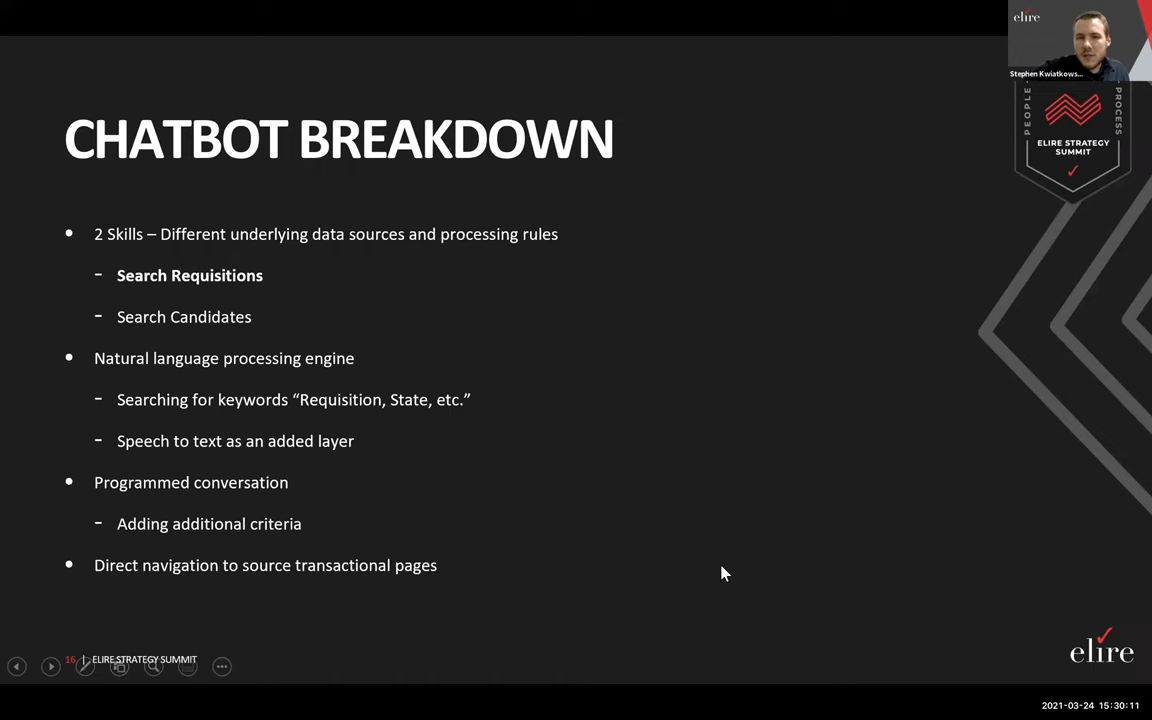 elire
Stephen Kwiatkows...
PEOPLE
PROCESS
ELIRE STRATEGY
SUMMIT
CHATBOT BREAKDOWN
2 Skills – Different underlying data sources and processing rules
Search Requisitions
Search Candidates
Natural language processing engine
Searching for keywords “Requisition, State, etc.”
Speech to text as an added layer
Programmed conversation
Adding additional criteria
Direct navigation to source transactional pages
16 | ELIRE STRATEGY SUMMIT
elire
2021-03-24 15:30:11